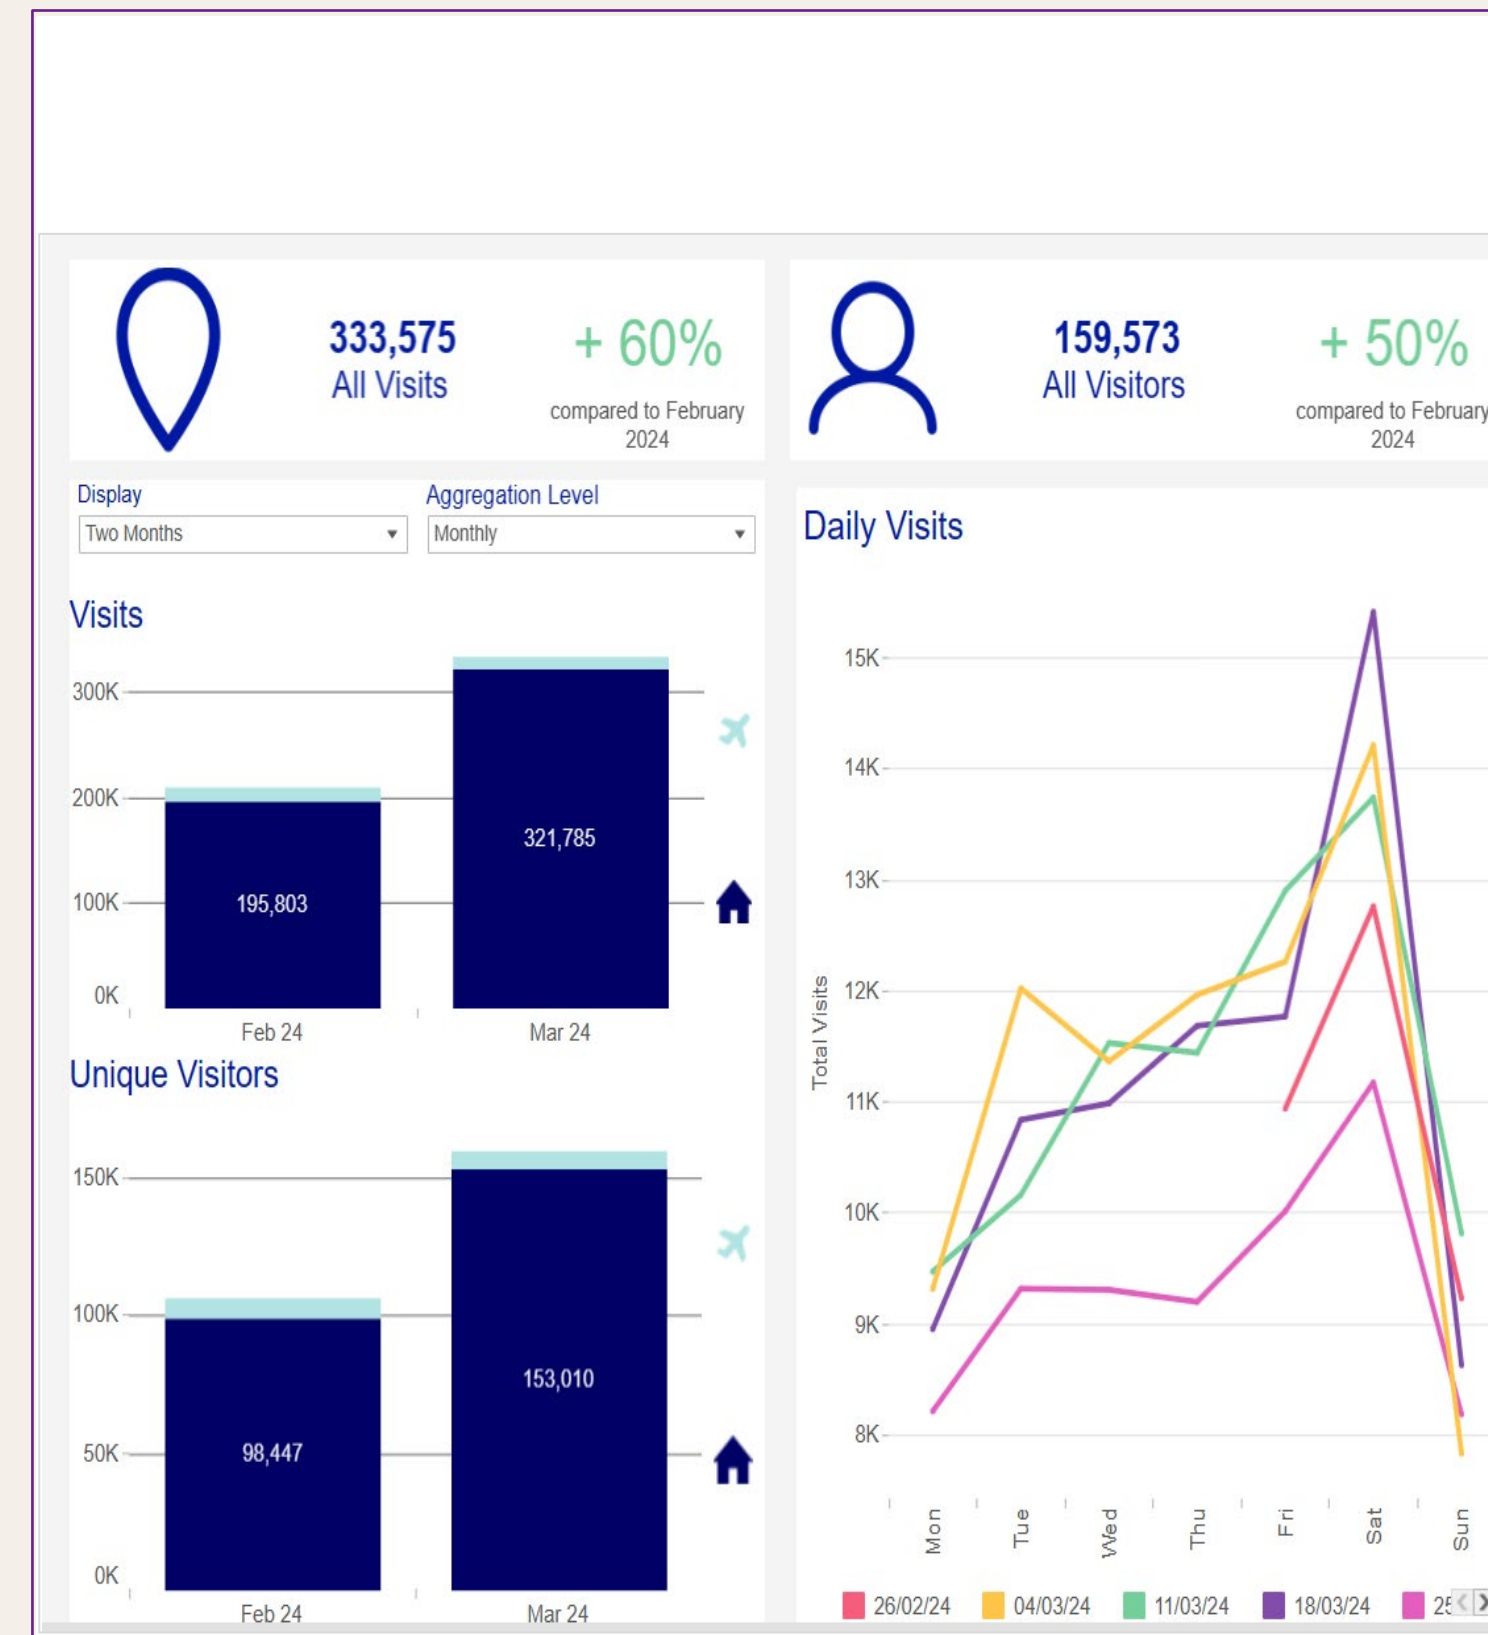 333,575
All Visits
+ 60%
compared to February
2024
159,573
All Visitors
+ 50%
compared to February
2024
Display
Aggregation Level
Two Months
Monthly
Visits
300K
200K
100K
0K
195,803
321,785
Feb 24
Mar 24
Unique Visitors
150K
100K
50K
0K
98,447
153,010
Feb 24
Mar 24
Daily Visits
Total Visits
15K
14K
13K
12K
11K
10K
9K
8K
Mon
Tue
Wed
Thu
Fri
Sat
Sun
26/02/24
04/03/24
11/03/24
18/03/24
25